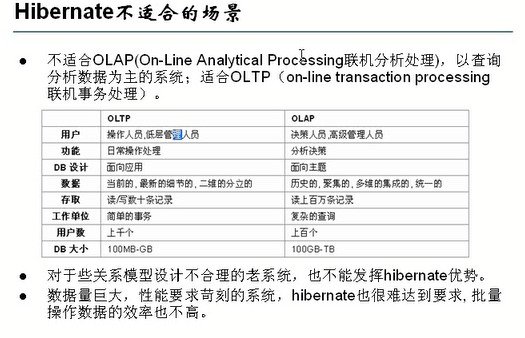 Hibernate不适合的场景
不适合OLAP(On-Line Analytical Processing联机分析处理)，以查询
分析数据为主的系统；适合OLTP（on-line transaction processing
联机事务处理）。
OLTP OLAP
用户 操作人员,低层管理人员 决策人员,高级管理人员
功能 日常操作处理 分析决策
DB 设计 面向应用 面向主题
数据 当前的,最新的细节的,二维的分立的 历史的,聚集的,多维的集成的,统一的
存取 读/写数十条记录 读上百万条记录
工作单位 简单的事务 复杂的查询
用户数 上千个 上百个
DB 大小 100MB-GB 100GB-TB
对于些关系模型设计不合理的老系统，也不能发挥hibernate优势。
数据量巨大，性能要求苛刻的系统，hibernate也很难达到要求,批量
操作数据的效率也不高。